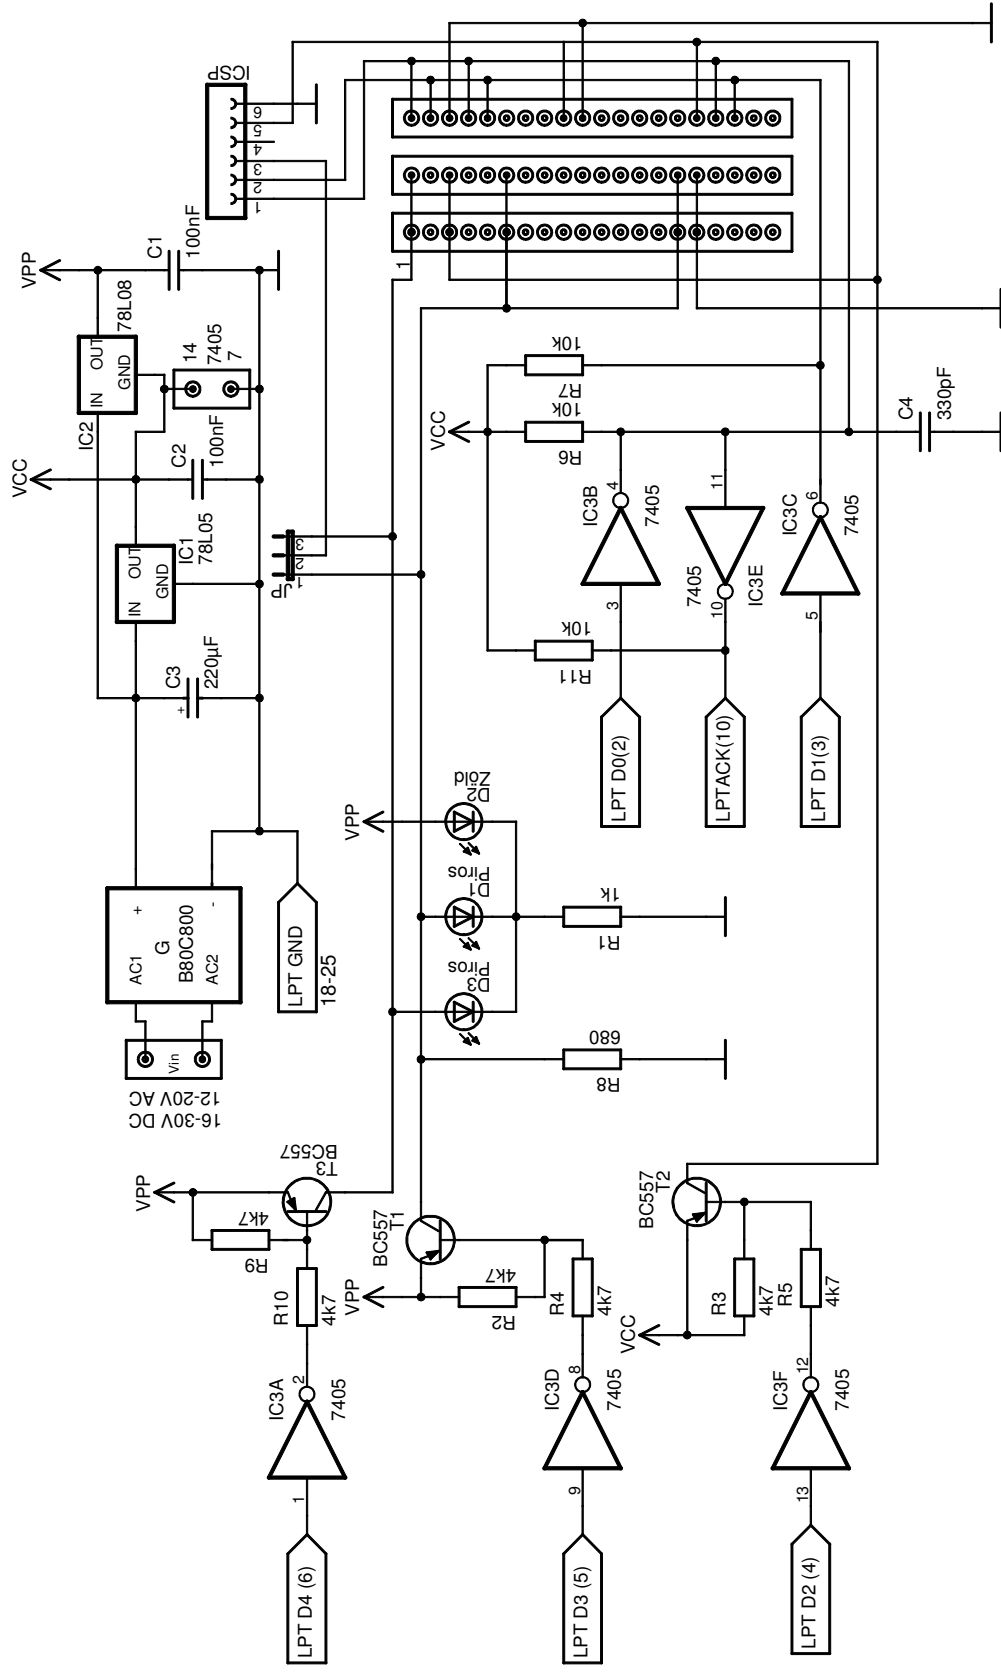 LPT D4 (6)
1
IC3A
2
7405
R10
4k7
R9
4k7
VPP
T3
BC557
LPT D3 (5)
9
IC3D
8
7405
R4
4k7
R2
4k7
VPP
BC557
T1
LPT D2 (4)
13
IC3F
12
7405
R5
4k7
R3
4k7
VCC
BC557
T2
16-30V DC
12-20V AC
Vin
AC1
AC2
G
B80C800
+
-
LPT GND
18-25
R8
680
D3
Piros
D1
Piros
D2
Zöld
VPP
R1
1k
C3
220µF
+
IN
OUT
GND
IC1
78L05
VCC
C2
100nF
IC2
IN
OUT
GND
78L08
14
7405
7
VPP
C1
100nF
JP
1
2
3
ICSP
1
2
3
4
5
6
1
LPT D0(2)
3
IC3B
4
7405
LPTACK(10)
10
7405
IC3E
11
LPT D1(3)
5
IC3C
6
7405
R11
10k
R6
10k
R7
10k
VCC
C4
330pF